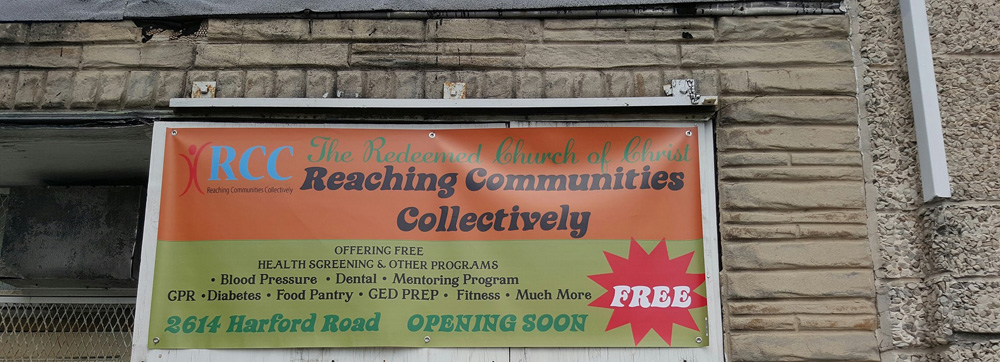 RCC
Reaching Communities Collectively
The Redeemed Church of Christ
Reaching Communities
Collectively
OFFERING FREE
HEALTH SGREENING & OTHER PROGRAMS
• Blood Pressure • Dental • Mentoring Program
GPR • Diabetes • Food Pantry • GED PREP • Fitness • Much More
FREE
2614 Harford Road OPENING SOON